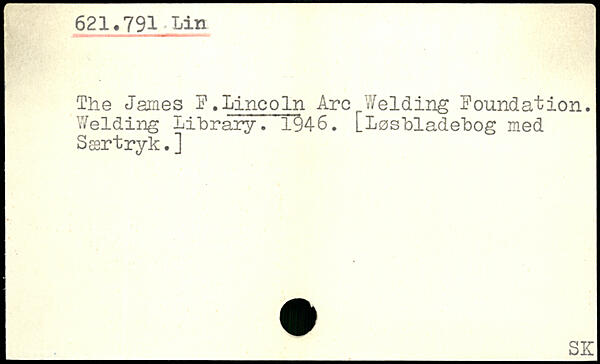 621.791 Lin
The James F.Lincoln Arc Welding Foundation.
Welding Library. 1946. [Løsbladebog med
Særtryk.]
SK